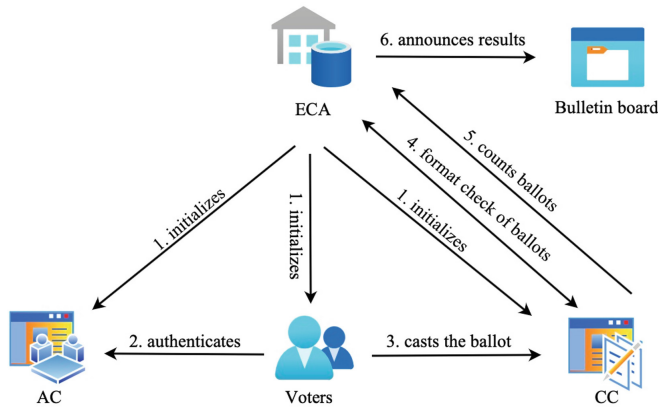 6. announces results
ECA
Bulletin board
5. counts ballots
4. format check of ballots
1. initializes
1. initializes
1. initializes
2. authenticates
3. casts the ballot
AC
Voters
CC